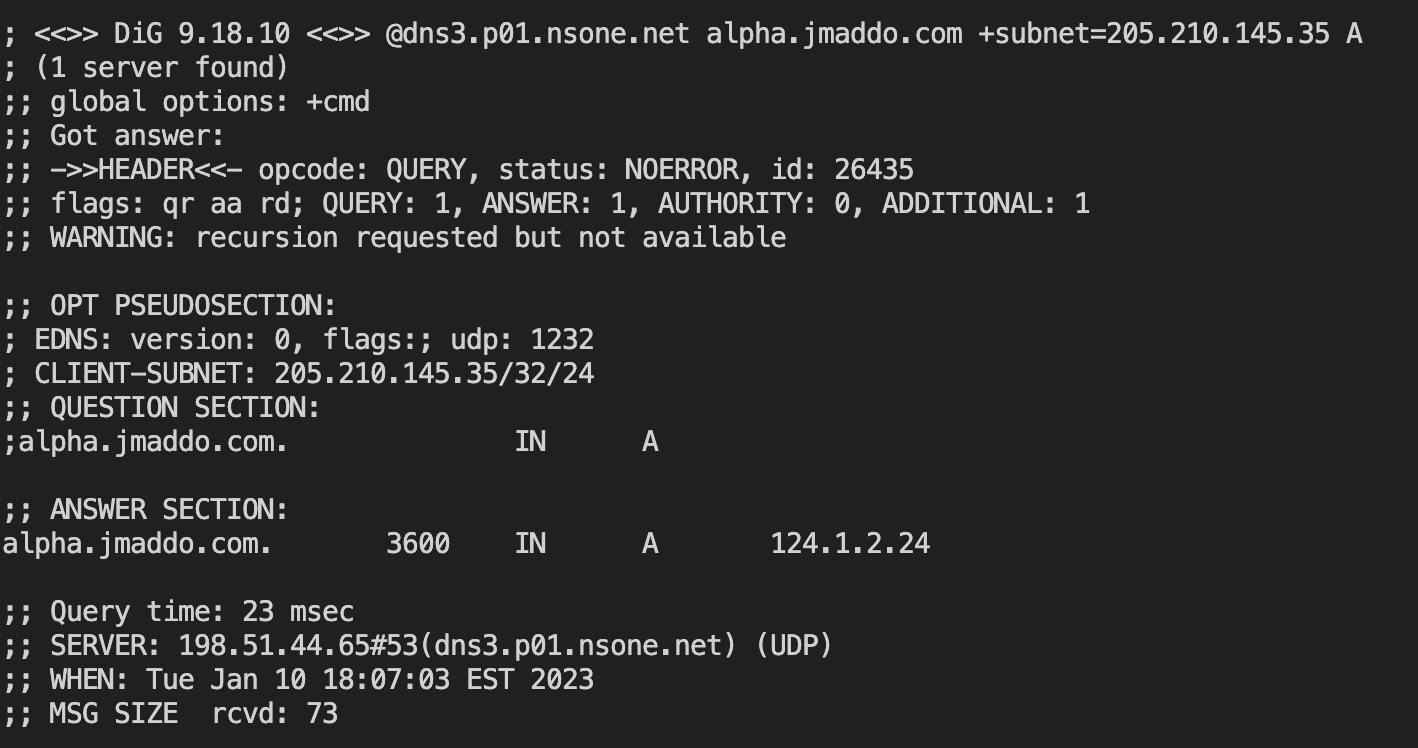 ; <<>> DiG 9.18.10 <<>> @dns3.p01.nsone.net alpha.jmaddo.com +subnet=205.210.145.35 A
; (1 server found)
;; global options: +cmd
;; Got answer:
;; ->>HEADER<<- opcode: QUERY, status: NOERROR, id: 26435
;; flags: qr aa rd; QUERY: 1, ANSWER: 1, AUTHORITY: 0, ADDITIONAL: 1
;; WARNING: recursion requested but not available
;; OPT PSEUDOSECTION:
; EDNS: version: 0, flags:; udp: 1232
; CLIENT-SUBNET: 205.210.145.35/32/24
;; QUESTION SECTION:
;alpha.jmaddo.com. IN A
;; ANSWER SECTION:
alpha.jmaddo.com. 3600 IN A 124.1.2.24
;; Query time: 23 msec
;; SERVER: 198.51.44.65#53(dns3.p01.nsone.net) (UDP)
;; WHEN: Tue Jan 10 18:07:03 EST 2023
;; MSG SIZE  rcvd: 73